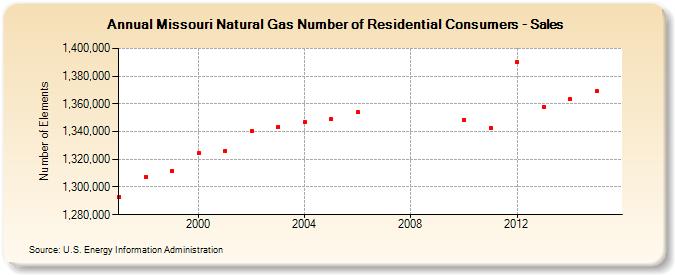 Annual Missouri Natural Gas Number of Residential Consumers - Sales
Number of Elements
1,400,000
1,380,000
1,360,000
1,340,000
1,320,000
1,300,000
1,280,000
2000 2004 2008 2012
Source: U.S. Energy Information Administration